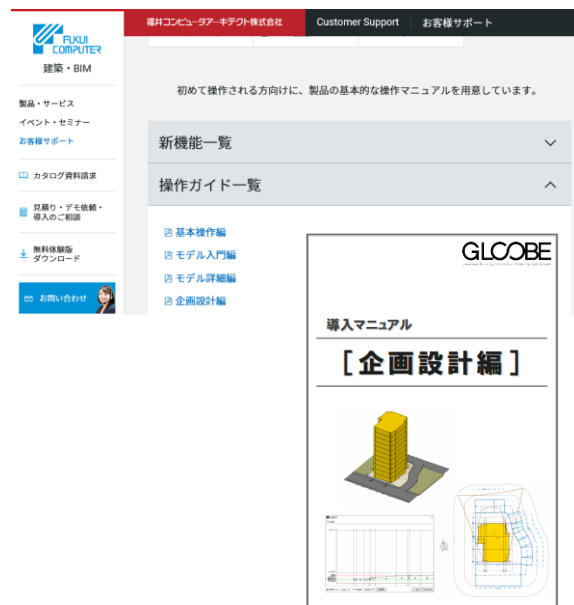 FUKUI
COMPUTER
建築・BIM
製品・サービス
イベント・セミナー
お客様サポート
カタログ資料請求
見積り・デモ依頼・
導入のご相談
無料体験版
ダウンロード
お問い合わせ
福井コンピュータアーキテクト株式会社
Customer Support
お客様サポート
初めて操作される方向けに、製品の基本的な操作マニュアルを用意しています。
新機能一覧
操作ガイド一覧
基本操作編
モデル入門編
モデル詳細編
企画設計編
GLOOBE
導入マニュアル
［企画設計編］